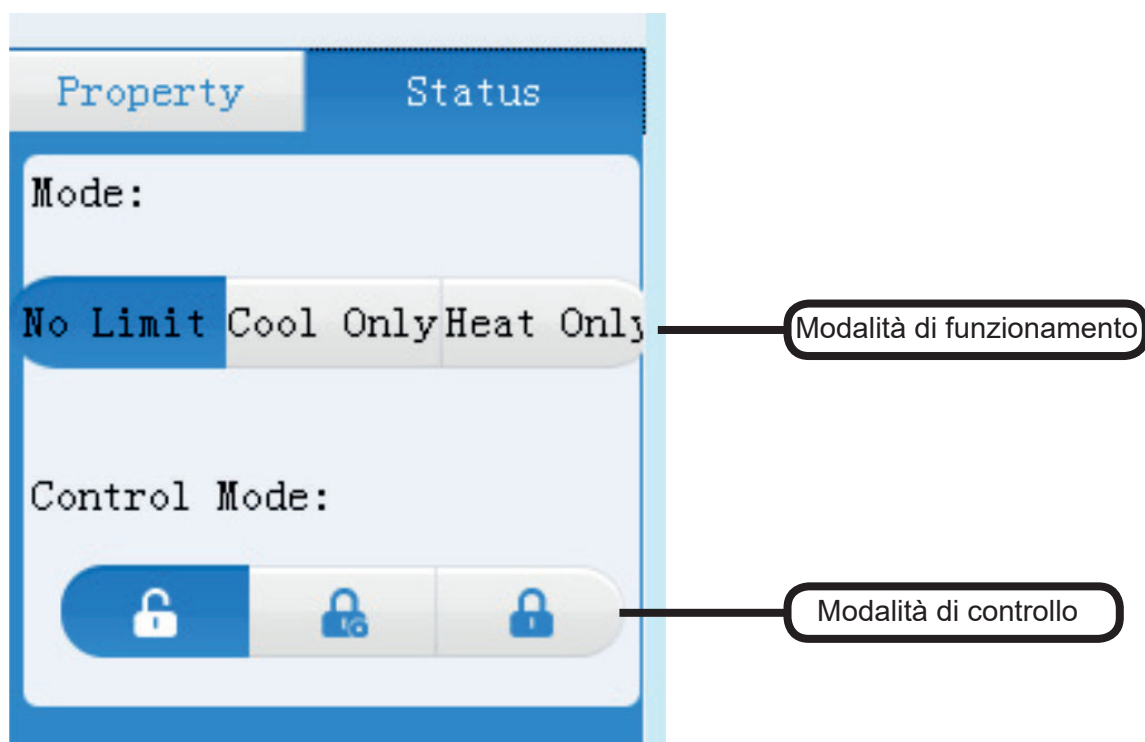 Property Status
Mode:
No Limit Cool Only Heat Only
Modalità di funzionamento
Control Mode:
Modalità di controllo